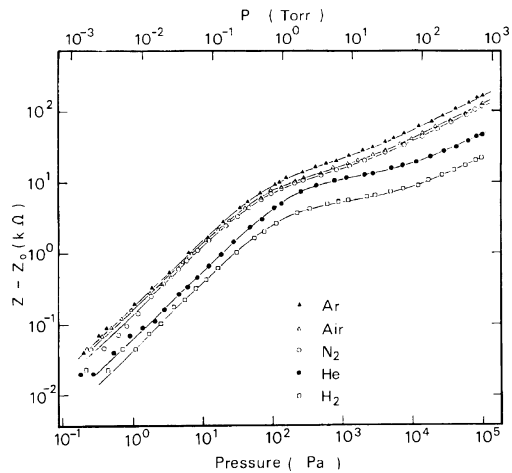 P ( Torr )
10⁻³ 10⁻² 10⁻¹ 10⁰ 10¹ 10² 10³
Z − Z₀ (kΩ)
10²
10¹
10⁰
10⁻¹
10⁻²
Ar
Air
N₂
He
H₂
10⁻¹ 10⁰ 10¹ 10² 10³ 10⁴ 10⁵
Pressure ( Pa )